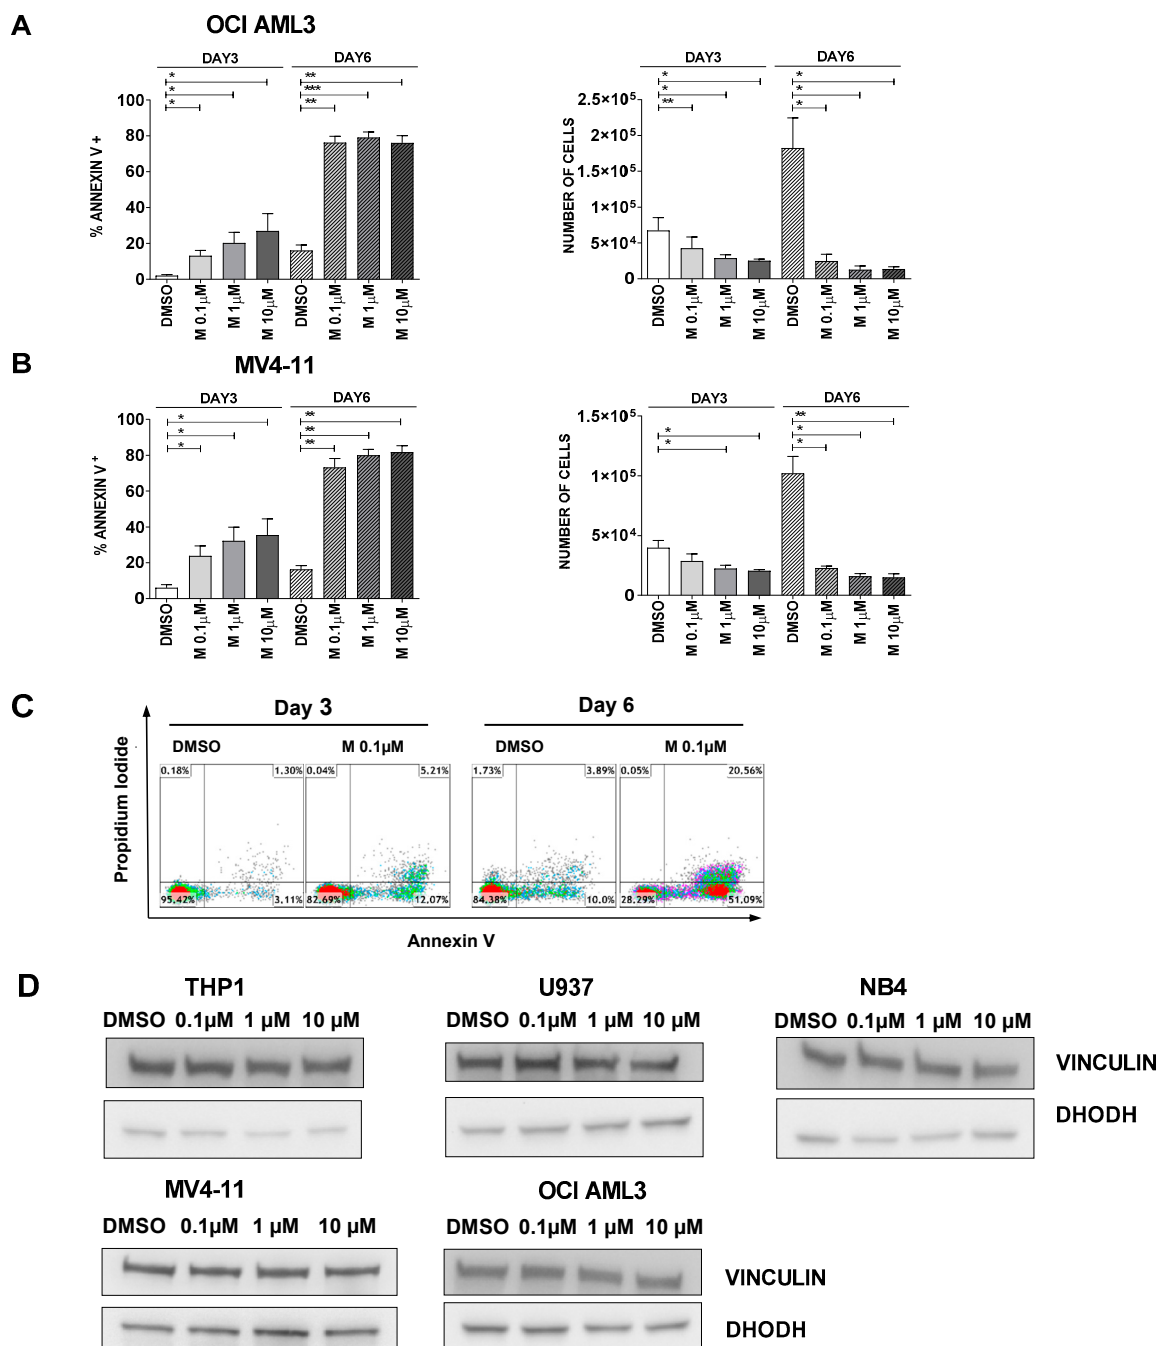 A
OCI AML3
DAY3 DAY6
* **
* ***
* **
% ANNEXIN V +
100
80
60
40
20
0
DMSO M 0.1µM M 1µM M 10µM DMSO M 0.1µM M 1µM M 10µM
DAY3 DAY6
* *
* *
** *
NUMBER OF CELLS
2.5×10⁵
2×10⁵
1.5×10⁵
1×10⁵
5×10⁴
0
DMSO M 0.1µM M 1µM M 10µM DMSO M 0.1µM M 1µM M 10µM
B
MV4-11
DAY3 DAY6
* **
* **
* **
% ANNEXIN V +
100
80
60
40
20
0
DMSO M 0.1µM M 1µM M 10µM DMSO M 0.1µM M 1µM M 10µM
DAY3 DAY6
**
* *
* *
NUMBER OF CELLS
1.5×10⁵
1×10⁵
5×10⁴
0
DMSO M 0.1µM M 1µM M 10µM DMSO M 0.1µM M 1µM M 10µM
C
Day 3 Day 6
DMSO M 0.1µM DMSO M 0.1µM
Propidium Iodide
0.18% 1.30% 0.04% 5.21% 1.73% 3.89% 0.05% 20.56%
95.42% 3.11% 82.69% 12.07% 84.38% 10.0% 28.29% 51.09%
Annexin V
D
THP1 U937 NB4
DMSO 0.1µM 1 µM 10 µM DMSO 0.1µM 1 µM 10 µM DMSO 0.1µM 1 µM 10 µM
VINCULIN
DHODH
MV4-11 OCI AML3
DMSO 0.1µM 1 µM 10 µM DMSO 0.1µM 1 µM 10 µM
VINCULIN
DHODH